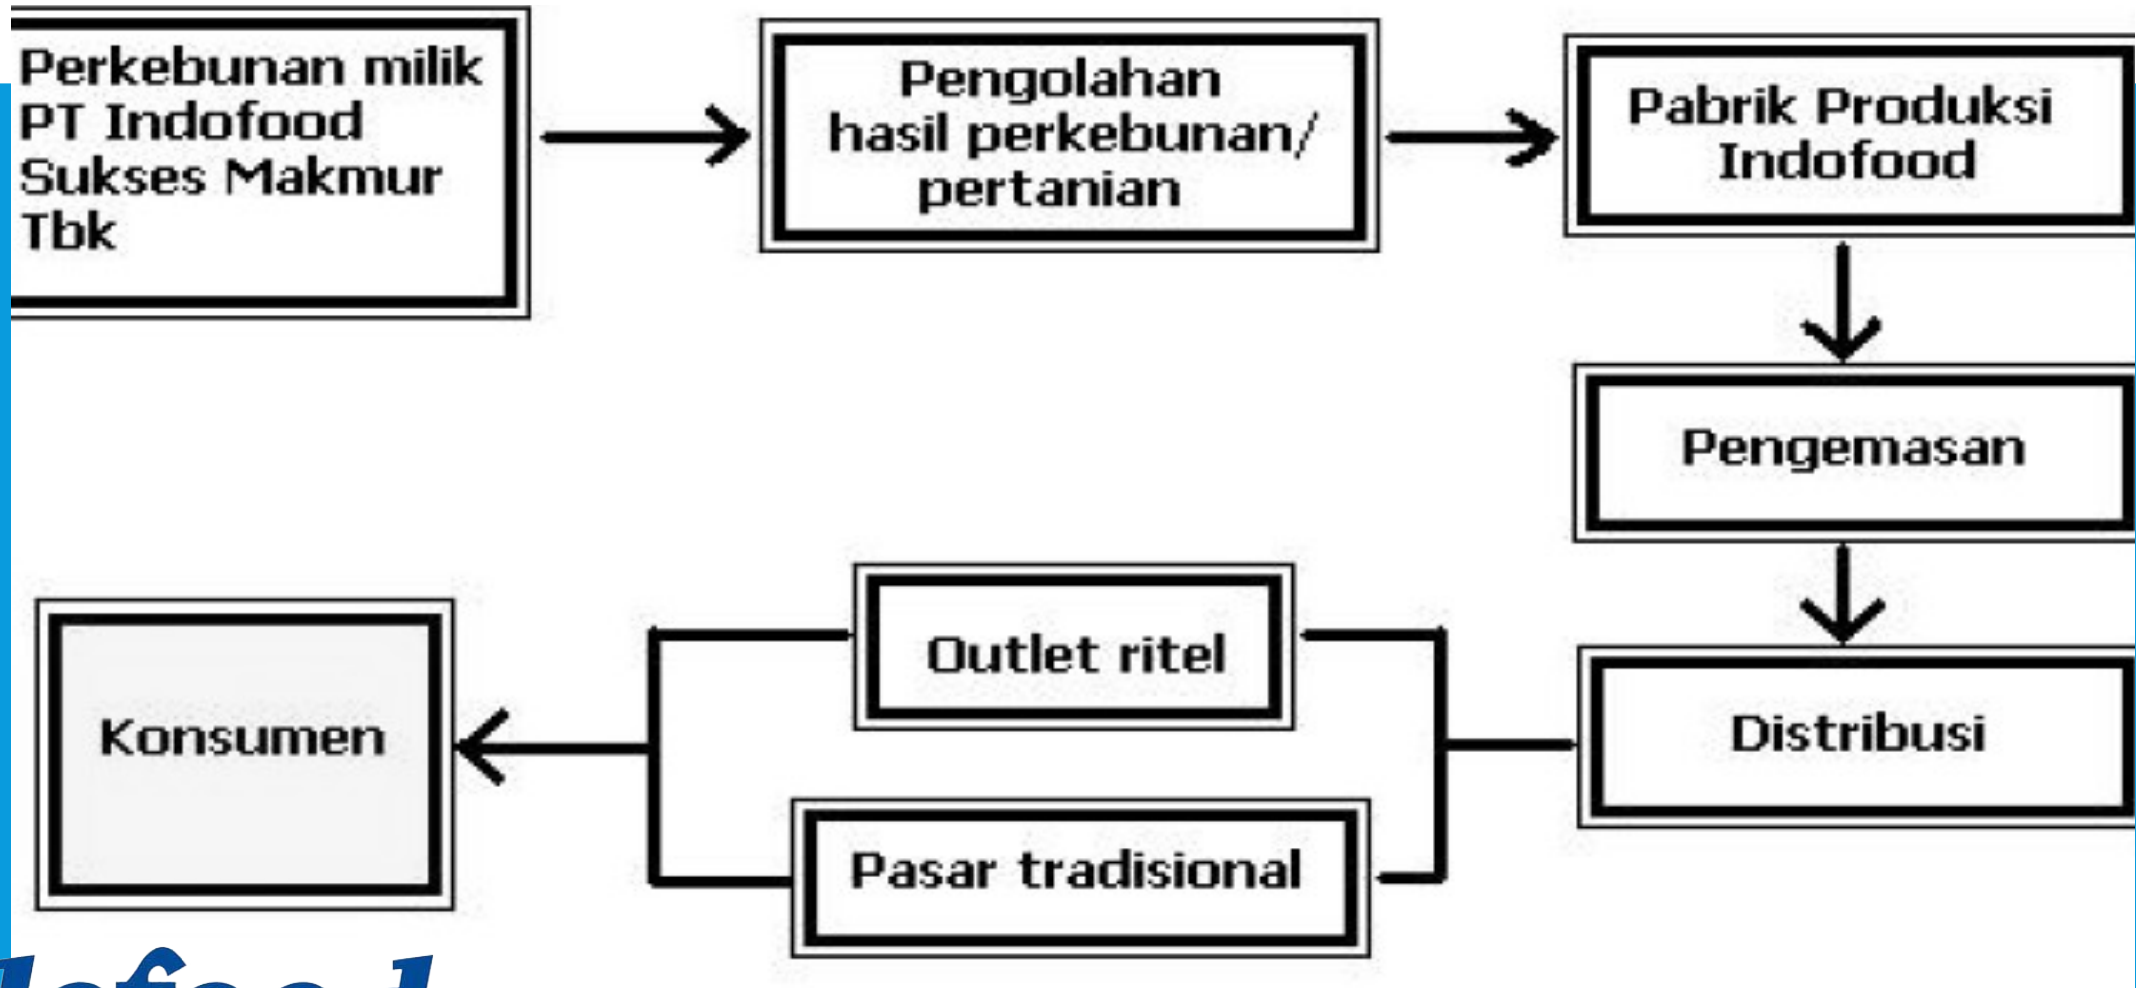 Perkebunan milik
PT Indofood
Sukses Makmur
Tbk
Pengolahan
hasil perkebunan/
pertanian
Pabrik Produksi
Indofood
Pengemasan
Distribusi
Outlet ritel
Pasar tradisional
Konsumen